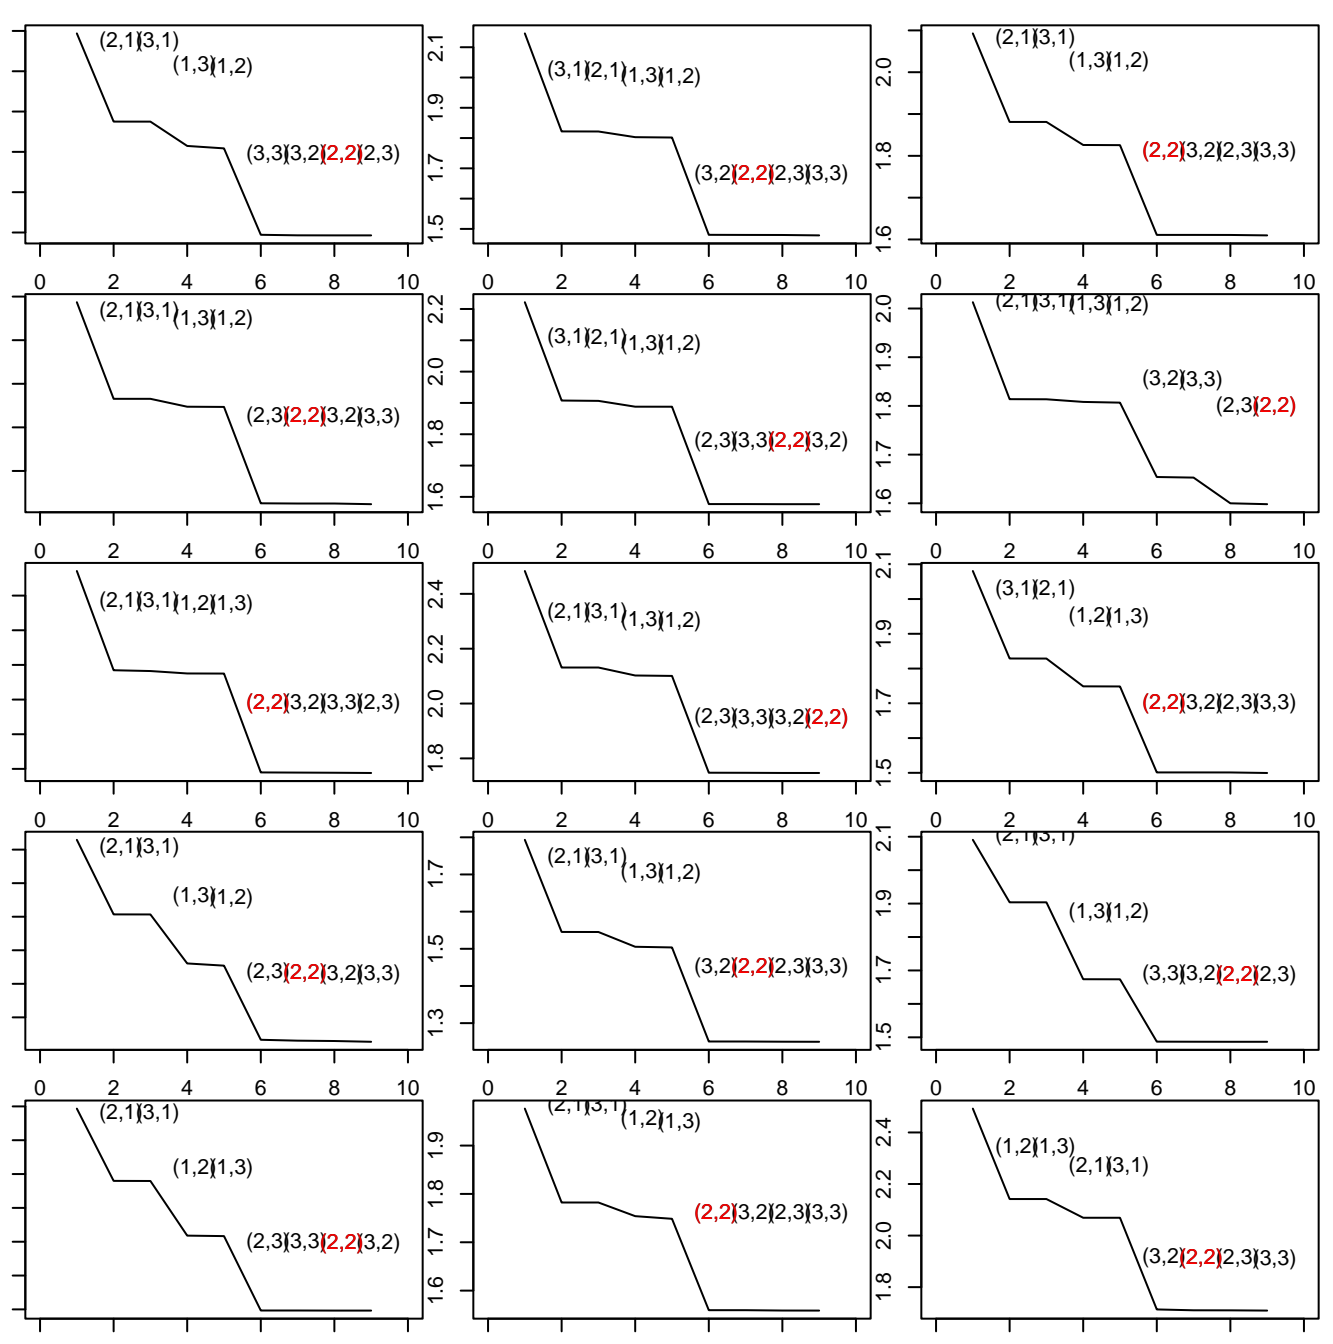 (2,1)(3,1)
(1,3)(1,2)
(3,3)(3,2)(2,2)(2,3)
0 2 4 6 8 10
1.5 1.7 1.9 2.1
(3,1)(2,1)(1,3)(1,2)
(3,2)(2,2)(2,3)(3,3)
0 2 4 6 8 10
1.6 1.8 2.0
(2,1)(3,1)
(1,3)(1,2)
(2,2)(3,2)(2,3)(3,3)
0 2 4 6 8 10
(2,1)(3,1)(1,3)(1,2)
(2,3)(2,2)(3,2)(3,3)
0 2 4 6 8 10
1.6 1.8 2.0 2.2
(3,1)(2,1)(1,3)(1,2)
(2,3)(3,3)(2,2)(3,2)
0 2 4 6 8 10
1.6 1.7 1.8 1.9 2.0
(2,1)(3,1)(1,3)(1,2)
(3,2)(3,3)
(2,3)(2,2)
0 2 4 6 8 10
(2,1)(3,1)(1,2)(1,3)
(2,2)(3,2)(3,3)(2,3)
0 2 4 6 8 10
1.8 2.0 2.2 2.4
(2,1)(3,1)(1,3)(1,2)
(2,3)(3,3)(3,2)(2,2)
0 2 4 6 8 10
1.5 1.7 1.9 2.1
(3,1)(2,1)
(1,2)(1,3)
(2,2)(3,2)(2,3)(3,3)
0 2 4 6 8 10
(2,1)(3,1)
(1,3)(1,2)
(2,3)(2,2)(3,2)(3,3)
0 2 4 6 8 10
1.3 1.5 1.7
(2,1)(3,1)(1,3)(1,2)
(3,2)(2,2)(2,3)(3,3)
0 2 4 6 8 10
1.5 1.7 1.9 2.1
(2,1)(3,1)
(1,3)(1,2)
(3,3)(3,2)(2,2)(2,3)
0 2 4 6 8 10
(2,1)(3,1)
(1,2)(1,3)
(2,3)(3,3)(2,2)(3,2)
1.6 1.7 1.8 1.9
(2,1)(3,1)(1,2)(1,3)
(2,2)(3,2)(2,3)(3,3)
1.8 2.0 2.2 2.4
(1,2)(1,3)
(2,1)(3,1)
(3,2)(2,2)(2,3)(3,3)